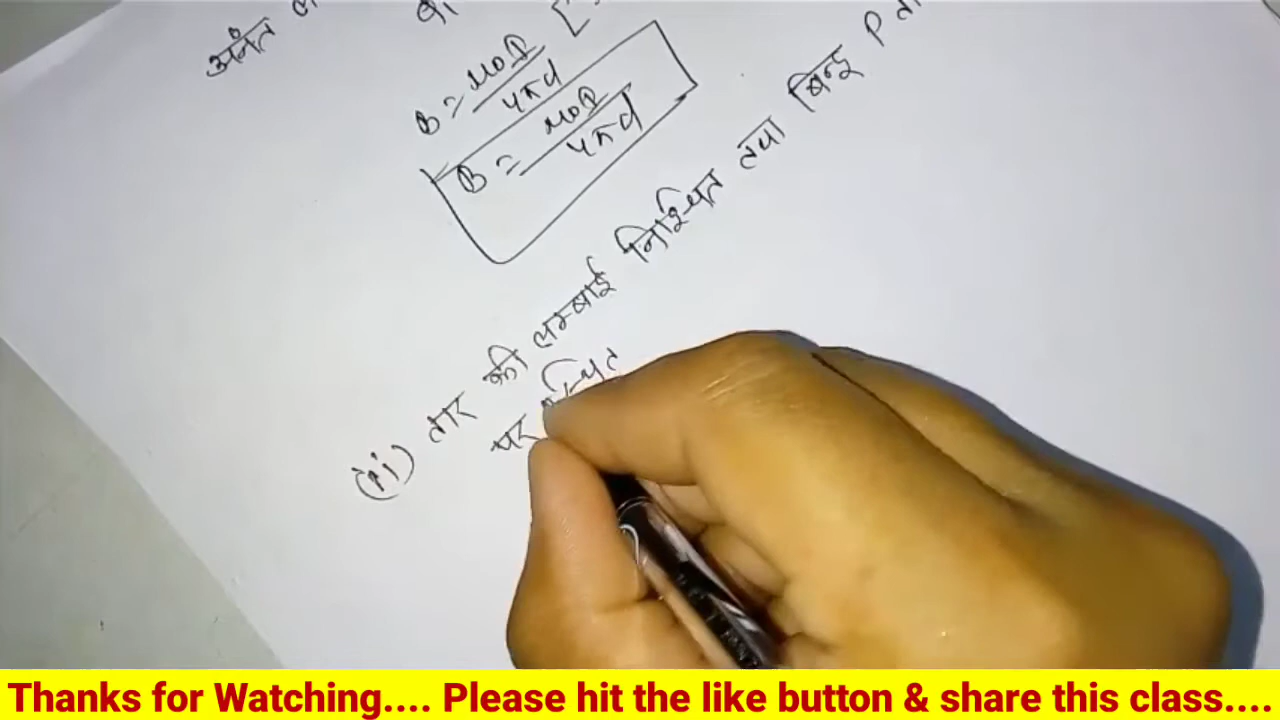 अनंत
B = μ0I/4πd
B = μ0I/4πd
(ii) तार की लम्बाई निश्चित तथा बिन्दु P
पर स्थित
Thanks for Watching.... Please hit the like button & share this class....